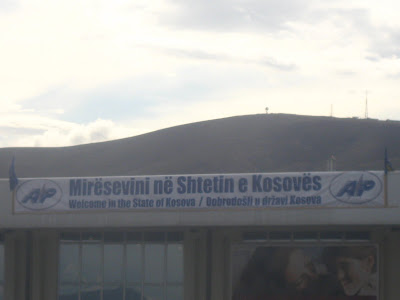 AP Mirësevini në Shtetin e Kosovës AP
Welcome in the State of Kosova / Dobrodošli u državi Kosova